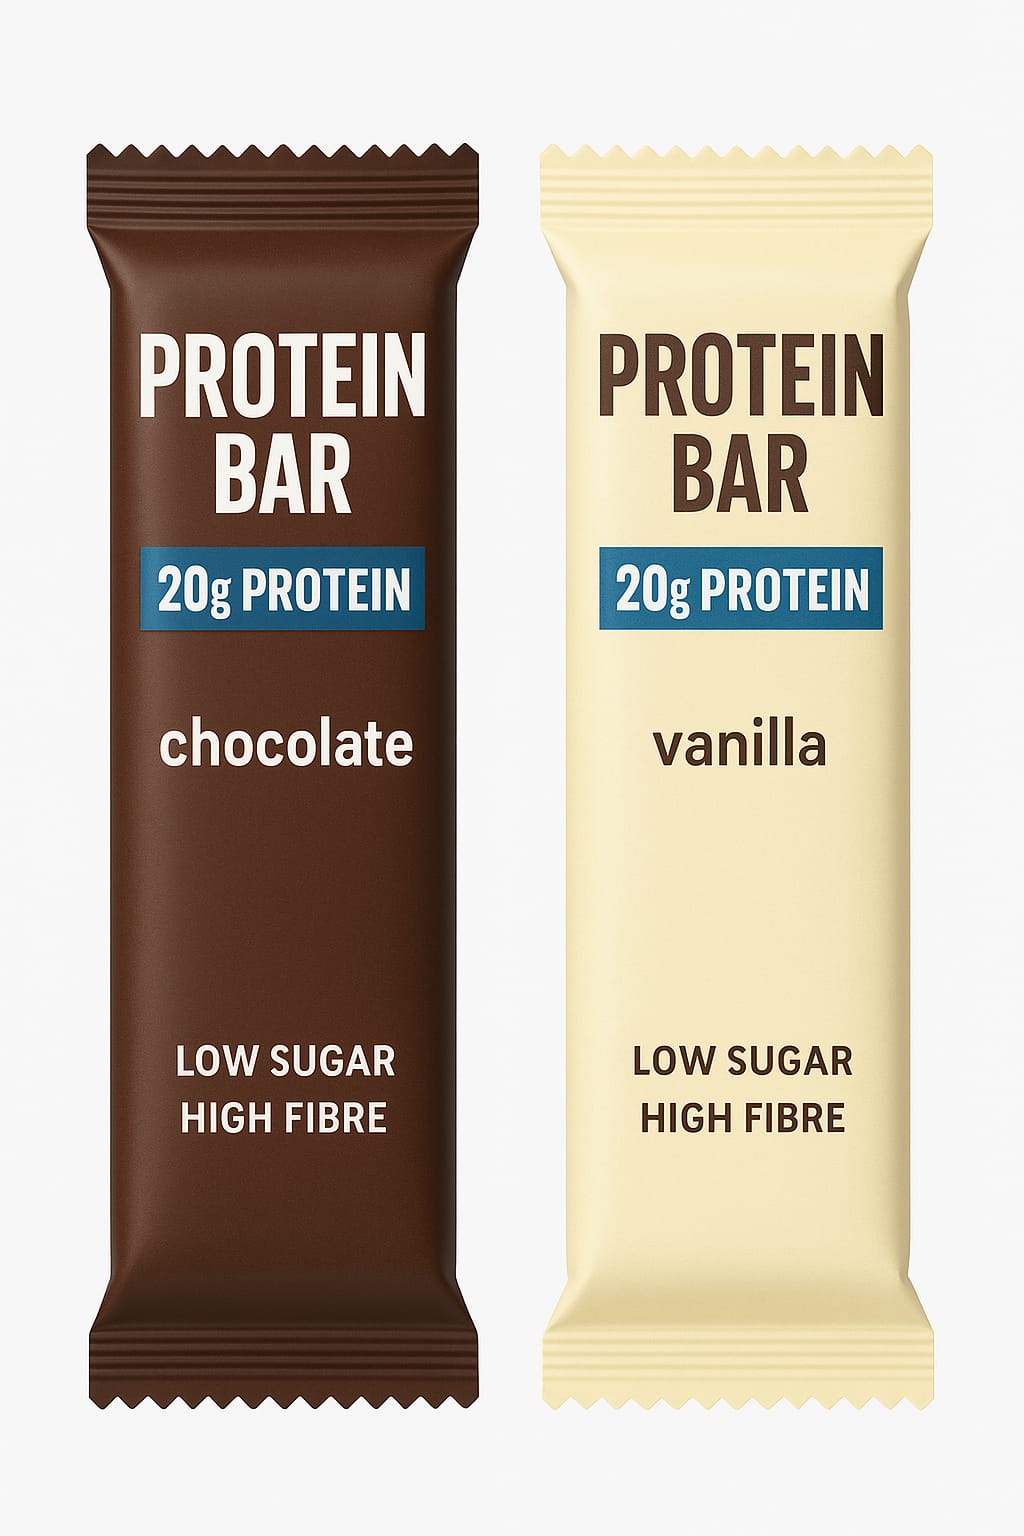 PROTEIN
BAR
20g PROTEIN
chocolate
LOW SUGAR
HIGH FIBRE
PROTEIN
BAR
20g PROTEIN
vanilla
LOW SUGAR
HIGH FIBRE